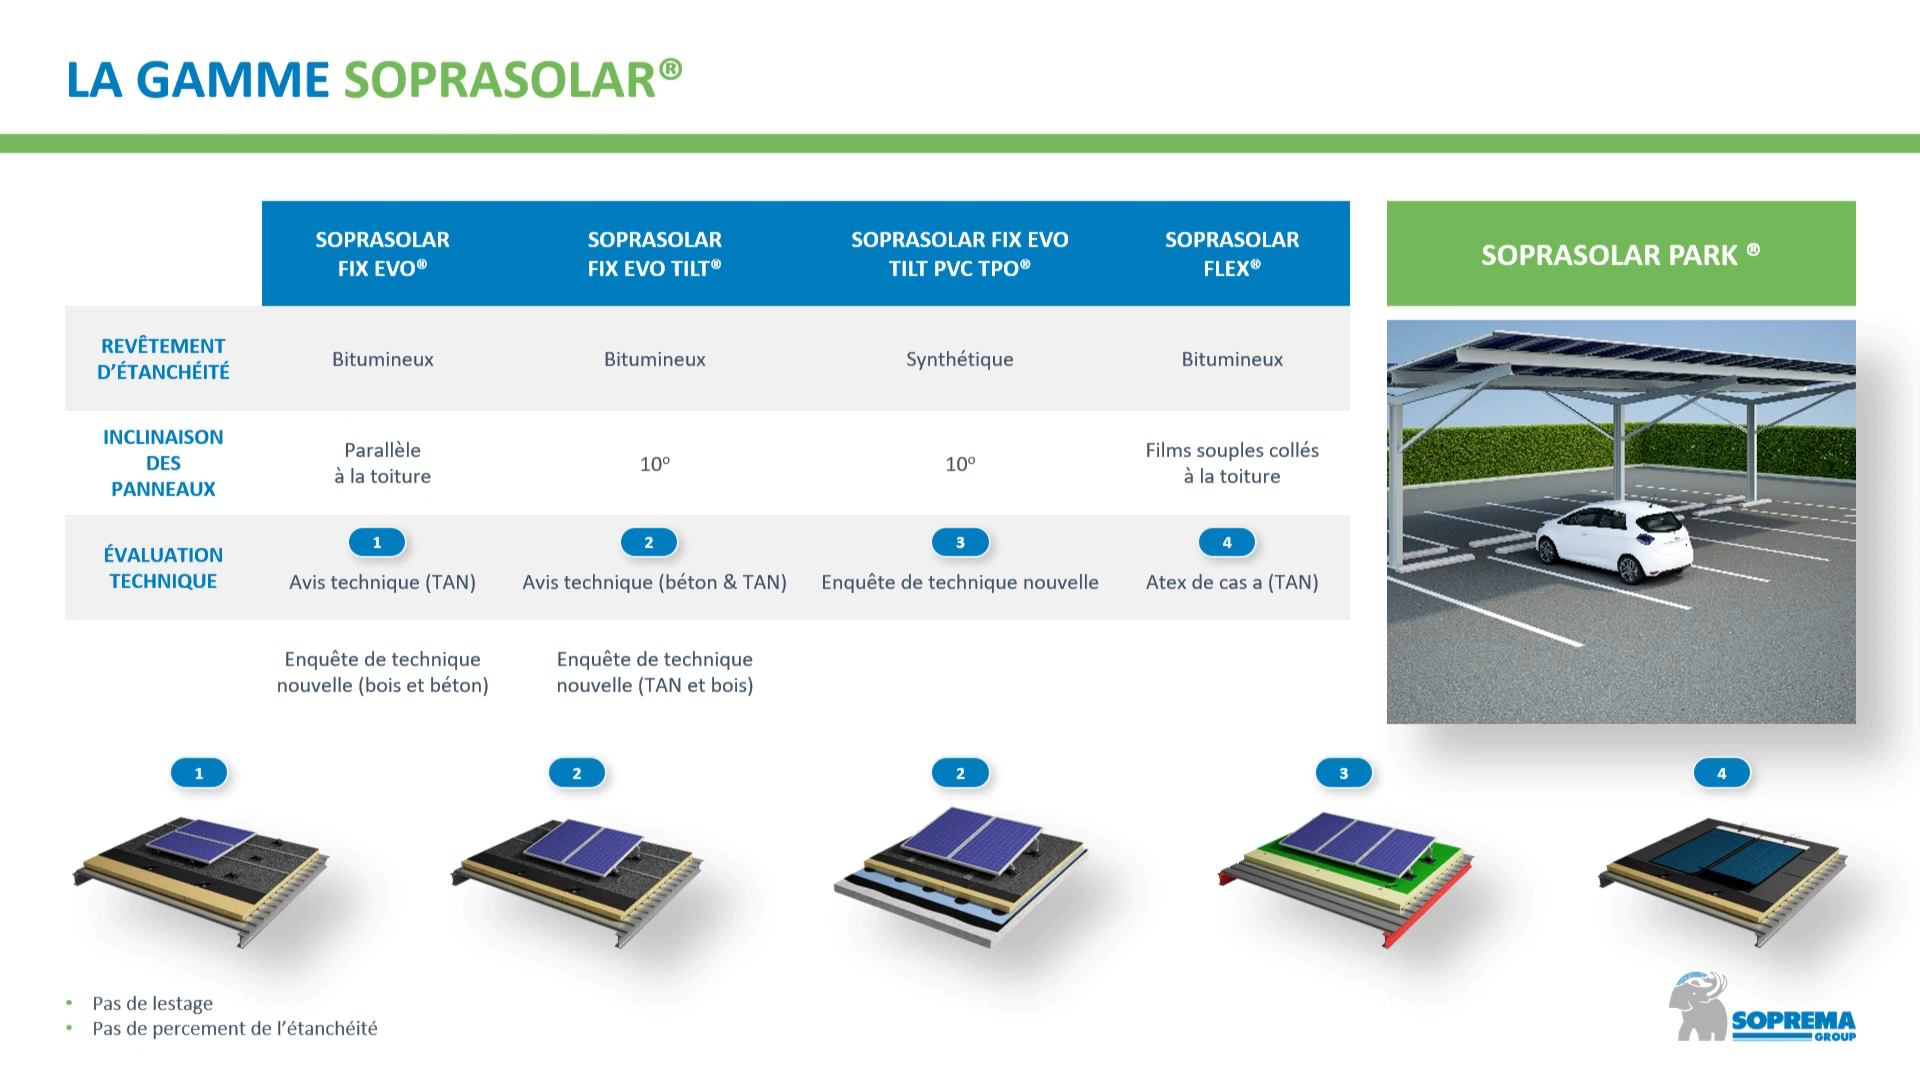 LA GAMME SOPRASOLAR®
SOPRASOLAR
FIX EVO®
SOPRASOLAR
FIX EVO TILT®
SOPRASOLAR FIX EVO
TILT PVC TPO®
SOPRASOLAR
FLEX®
SOPRASOLAR PARK ®
REVÊTEMENT
D’ÉTANCHÉITÉ
Bitumineux
Bitumineux
Synthétique
Bitumineux
INCLINAISON
DES
PANNEAUX
Parallèle
à la toiture
10°
10°
Films souples collés
à la toiture
ÉVALUATION
TECHNIQUE
1
Avis technique (TAN)
2
Avis technique (béton & TAN)
3
Enquête de technique nouvelle
4
Atex de cas a (TAN)
Enquête de technique
nouvelle (bois et béton)
Enquête de technique
nouvelle (TAN et bois)
1
2
2
3
4
• Pas de lestage
• Pas de percement de l’étanchéité
SOPREMA
GROUP